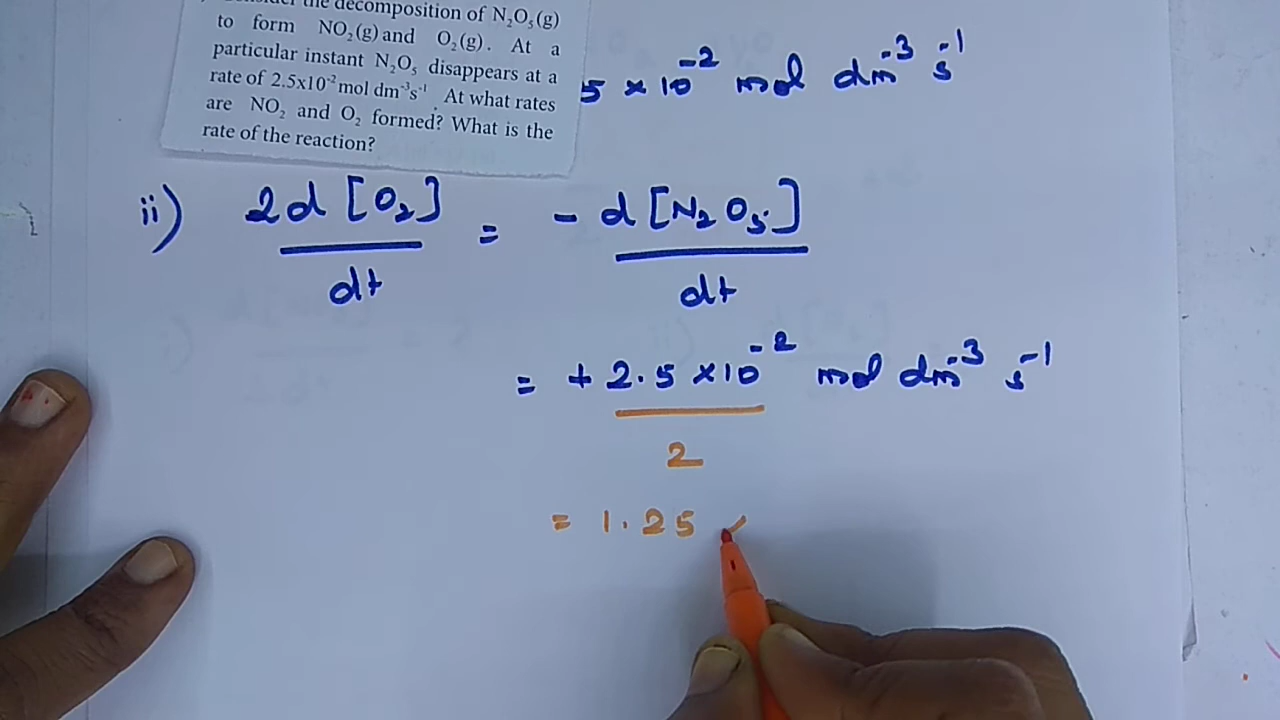 the decomposition of N₂O₅(g)
to form NO₂(g) and O₂(g). At a
particular instant N₂O₅ disappears at a
rate of 2.5x10⁻² mol dm⁻³s⁻¹. At what rates
are NO₂ and O₂ formed? What is the
rate of the reaction?
5 × 10⁻² mol dm⁻³ s⁻¹
ii) 2d [O₂] / dt = - d [N₂O₅] / dt
= + 2.5 × 10⁻² mol dm⁻³ s⁻¹
2
= 1.25